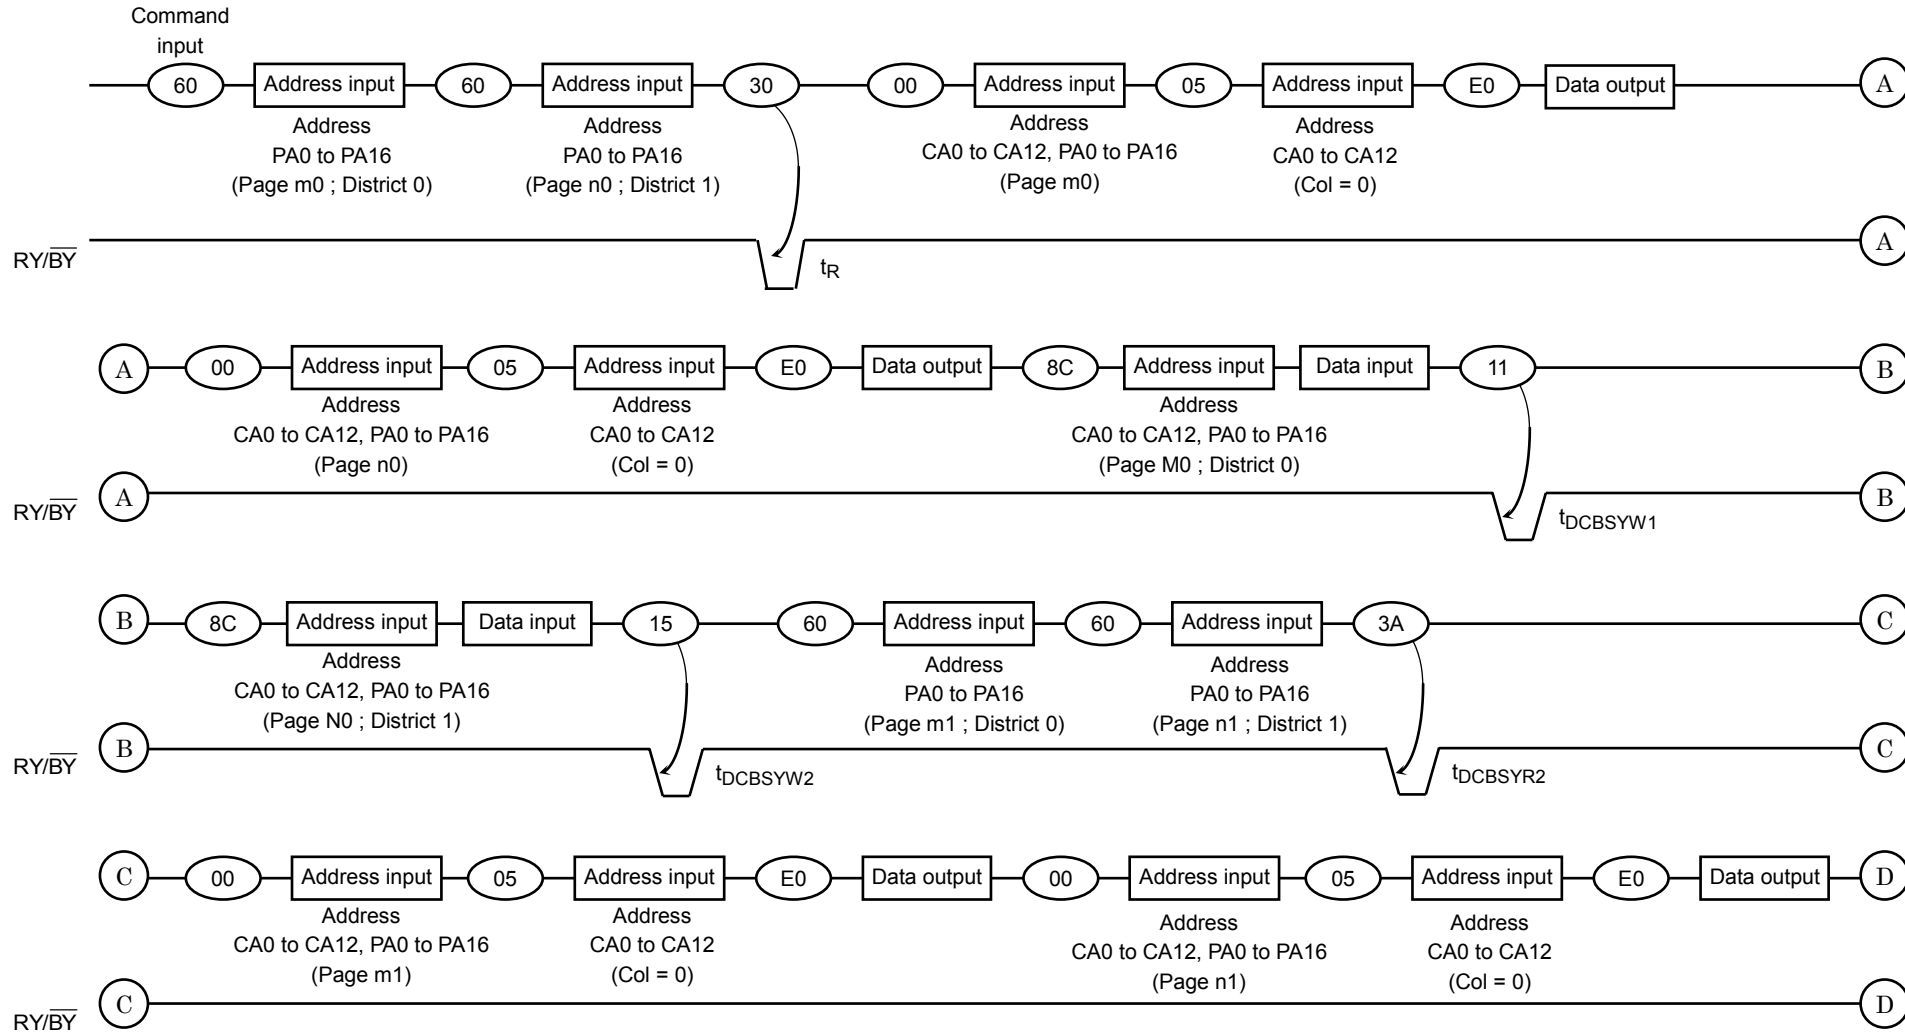 Command
input
60 Address input 60 Address input 30 00 Address input 05 Address input E0 Data output A
Address Address Address Address
PA0 to PA16 PA0 to PA16 CA0 to CA12, PA0 to PA16 CA0 to CA12
(Page m0 ; District 0) (Page n0 ; District 1) (Page m0) (Col = 0)
RY/BY tR A
A 00 Address input 05 Address input E0 Data output 8C Address input Data input 11 B
Address Address Address
CA0 to CA12, PA0 to PA16 CA0 to CA12 CA0 to CA12, PA0 to PA16
(Page n0) (Col = 0) (Page M0 ; District 0)
RY/BY A tDCBSYW1 B
B 8C Address input Data input 15 60 Address input 60 Address input 3A C
Address Address Address
CA0 to CA12, PA0 to PA16 PA0 to PA16 PA0 to PA16
(Page N0 ; District 1) (Page m1 ; District 0) (Page n1 ; District 1)
RY/BY B tDCBSYW2 tDCBSYR2 C
C 00 Address input 05 Address input E0 Data output 00 Address input 05 Address input E0 Data output D
Address Address Address Address
CA0 to CA12, PA0 to PA16 CA0 to CA12 CA0 to CA12, PA0 to PA16 CA0 to CA12
(Page m1) (Col = 0) (Page n1) (Col = 0)
RY/BY C D